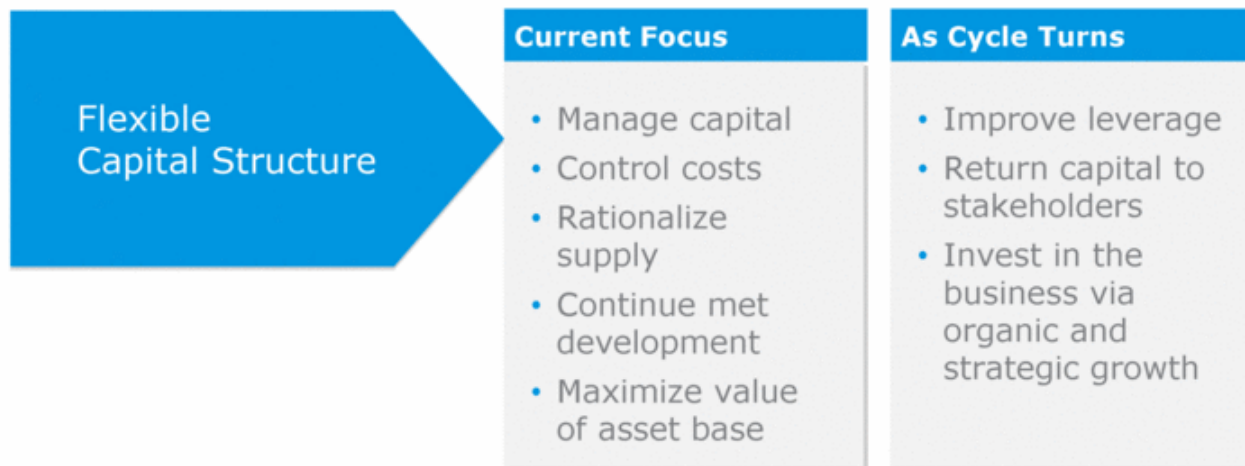 Flexible
Capital Structure
Current Focus
• Manage capital
• Control costs
• Rationalize
supply
• Continue met
development
• Maximize value
of asset base
As Cycle Turns
• Improve leverage
• Return capital to
stakeholders
• Invest in the
business via
organic and
strategic growth